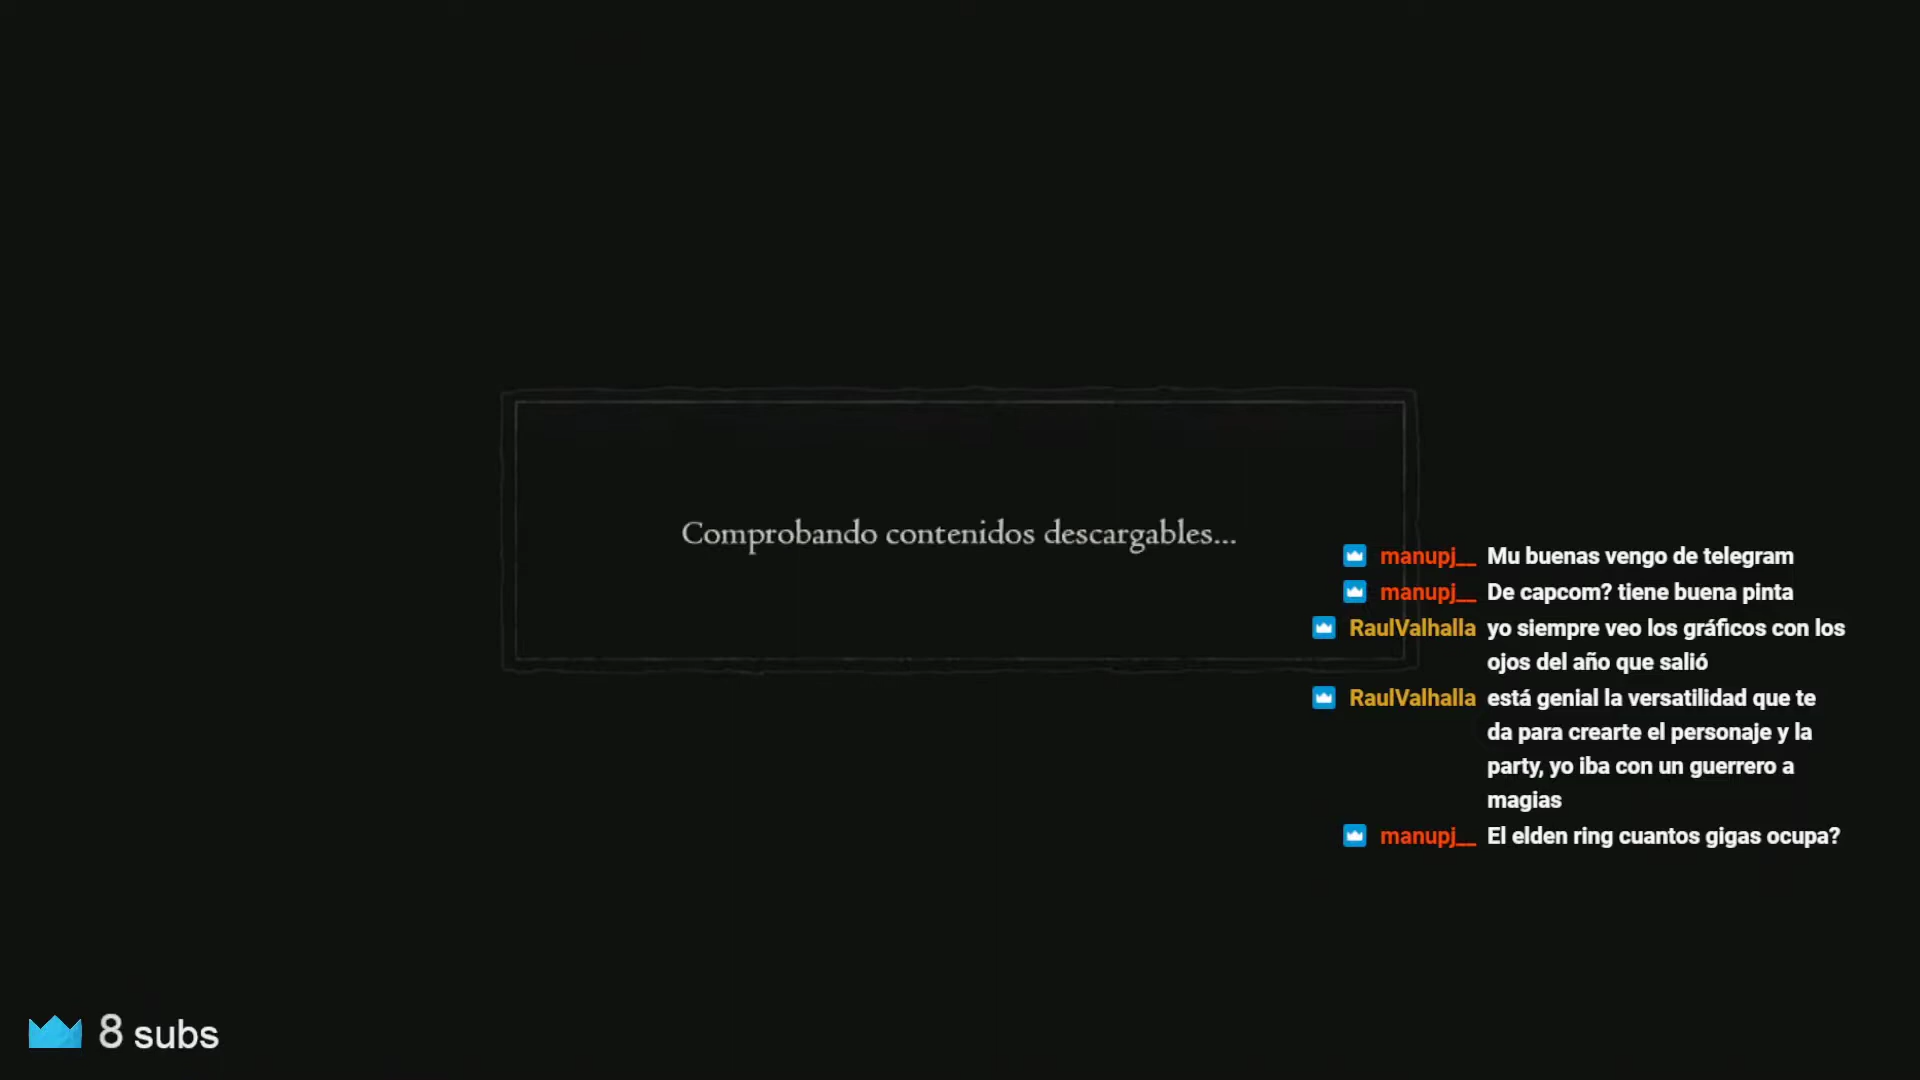 Comprobando contenidos descargables...
manupj__ Mu buenas vengo de telegram
manupj__ De capcom? tiene buena pinta
RaulValhalla yo siempre veo los gráficos con los
ojos del año que salió
RaulValhalla está genial la versatilidad que te
da para crearte el personaje y la
party, yo iba con un guerrero a
magias
manupj__ El elden ring cuantos gigas ocupa?
8 subs